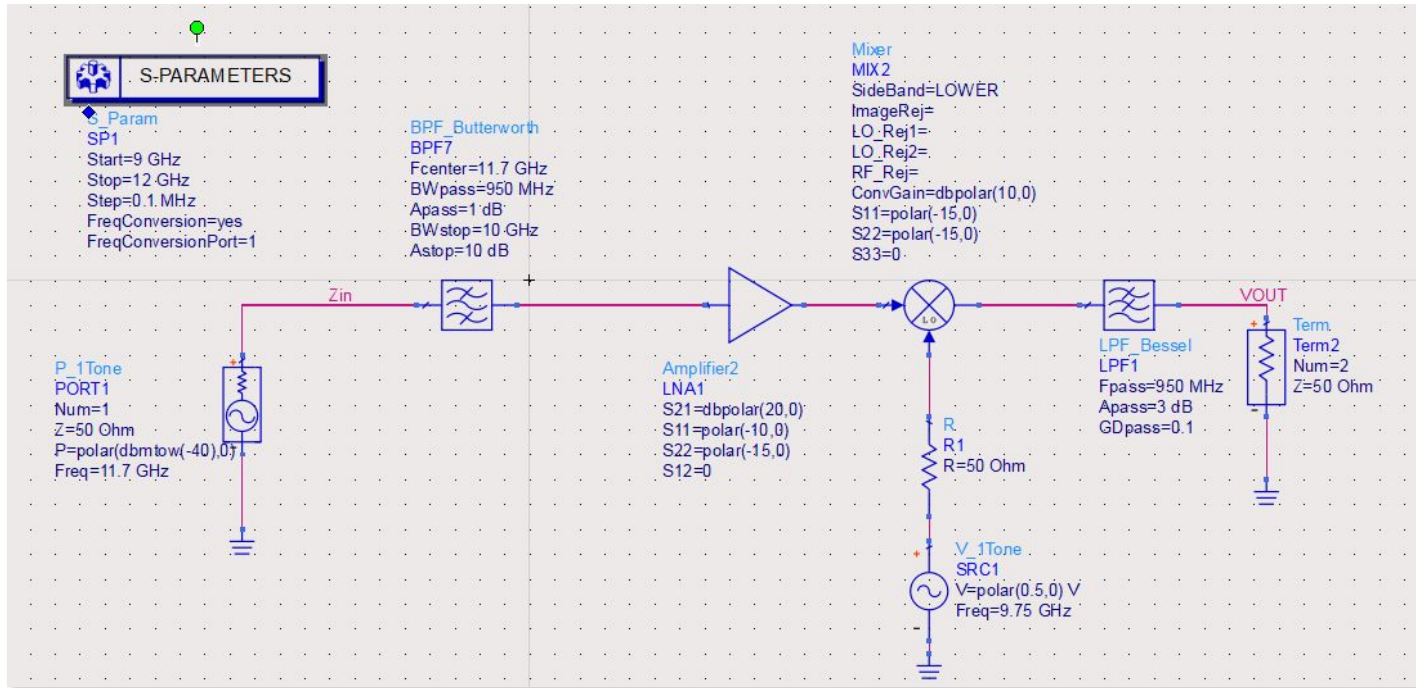 S-PARAMETERS
S_Param
SP1
Start=9 GHz
Stop=12 GHz
Step=0.1 MHz
FreqConversion=yes
FreqConversionPort=1
BPF_Butterworth
BPF7
Fcenter=11.7 GHz
BWpass=950 MHz
Apass=1 dB
BWstop=10 GHz
Astop=10 dB
Mixer
MIX2
SideBand=LOWER
ImageRej=
LO_Rej1=
LO_Rej2=
RF_Rej=
ConvGain=dbpolar(10,0)
S11=polar(-15,0)
S22=polar(-15,0)
S33=0
Zin
LO
VOUT
P_1Tone
PORT1
Num=1
Z=50 Ohm
P=polar(dbmtow(-40),0)
Freq=11.7 GHz
Amplifier2
LNA1
S21=dbpolar(20,0)
S11=polar(-10,0)
S22=polar(-15,0)
S12=0
R
R1
R=50 Ohm
V_1Tone
SRC1
V=polar(0.5,0) V
Freq=9.75 GHz
LPF_Bessel
LPF1
Fpass=950 MHz
Apass=3 dB
GDpass=0.1
Term
Term2
Num=2
Z=50 Ohm